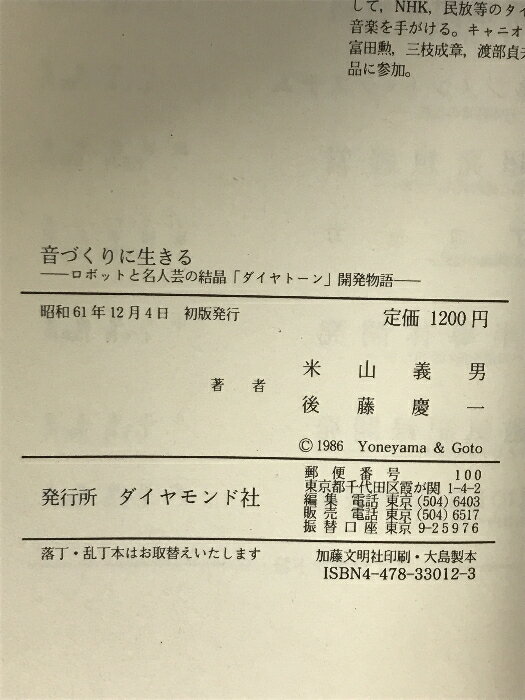 して，NHK，民放等のタイ
音楽を手がける。キャニオ
富田勲，三枝成章，渡部貞
品に参加。
音づくりに生きる
――ロボットと名人芸の結晶「ダイヤトーン」開発物語――
昭和61年12月4日　初版発行
定価 1200円
著者
米山義男
後藤慶一
©1986 Yoneyama & Goto
発行所　ダイヤモンド社
郵便番号　100
東京都千代田区霞が関 1-4-2
編集　電話 東京 (504) 6403
販売　電話 東京 (504) 6517
振替口座 東京 9-25976
落丁・乱丁本はお取替えいたします
加藤文明社印刷・大島製本
ISBN4-478-33012-3